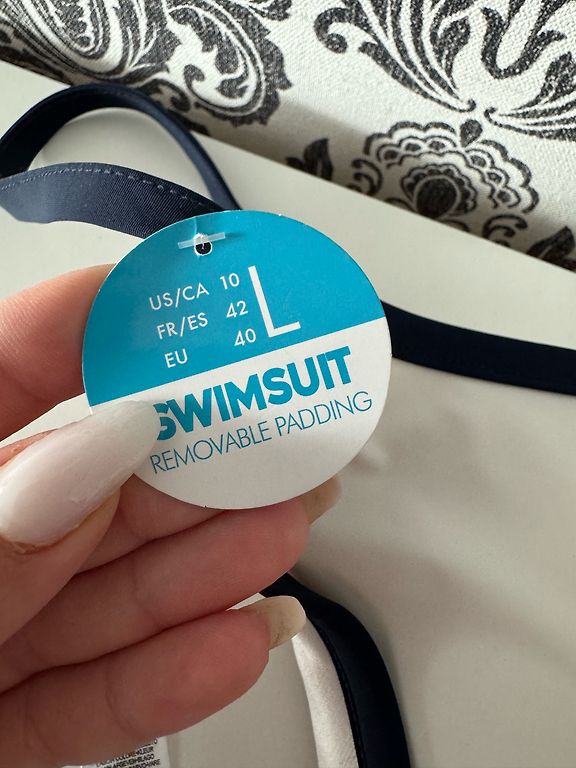 US/CA 10 L
FR/ES 42
EU 40
SWIMSUIT
REMOVABLE PADDING